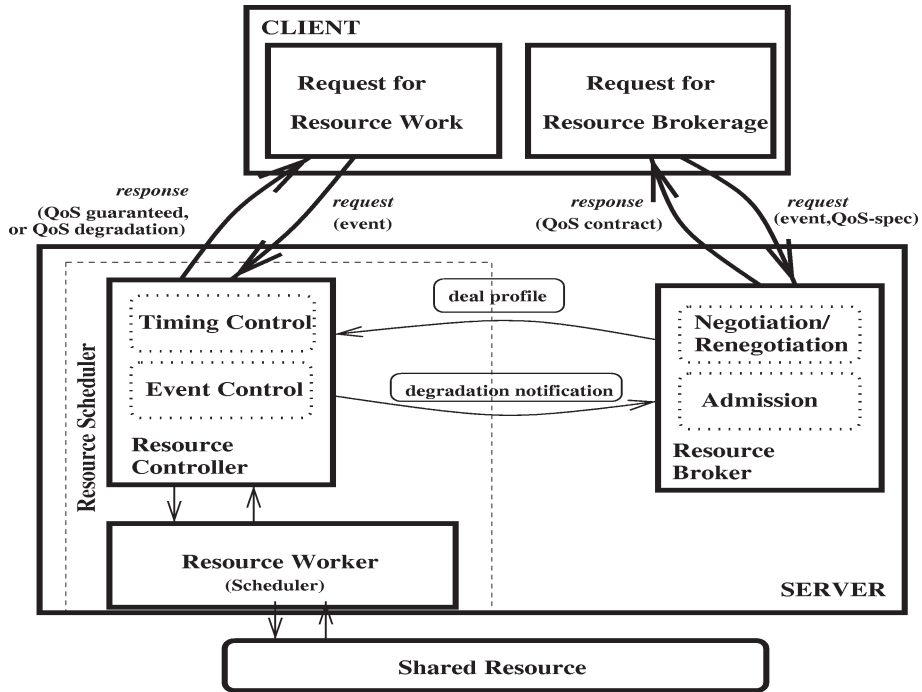 CLIENT
Request for
Resource Work
Request for
Resource Brokerage
response
(QoS guaranteed,
or QoS degradation)
request
(event)
response
(QoS contract)
request
(event,QoS-spec)
Resource Scheduler
Timing Control
Event Control
Resource
Controller
deal profile
degradation notification
Negotiation/
Renegotiation
Admission
Resource
Broker
Resource Worker
(Scheduler)
SERVER
Shared Resource